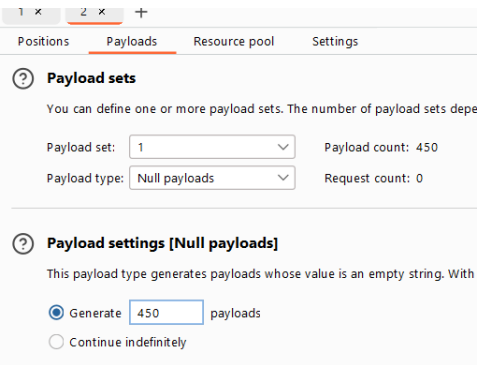 1 × 2 × +
Positions Payloads Resource pool Settings
? Payload sets
You can define one or more payload sets. The number of payload sets depe
Payload set: 1 Payload count: 450
Payload type: Null payloads Request count: 0
? Payload settings [Null payloads]
This payload type generates payloads whose value is an empty string. With
Generate 450 payloads
Continue indefinitely